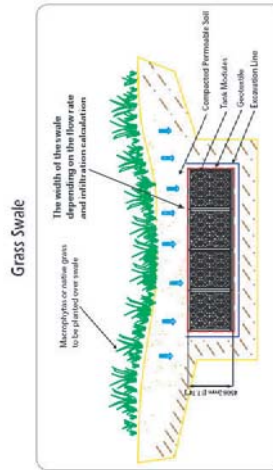 Grass Swale
Macrophytes or native grass
to be planted over swale
The width of the swale
depending on the flow rate
and infiltration calculation
Compacted Permeable Soil
Tank Modules
Geotextile
Excavation Line